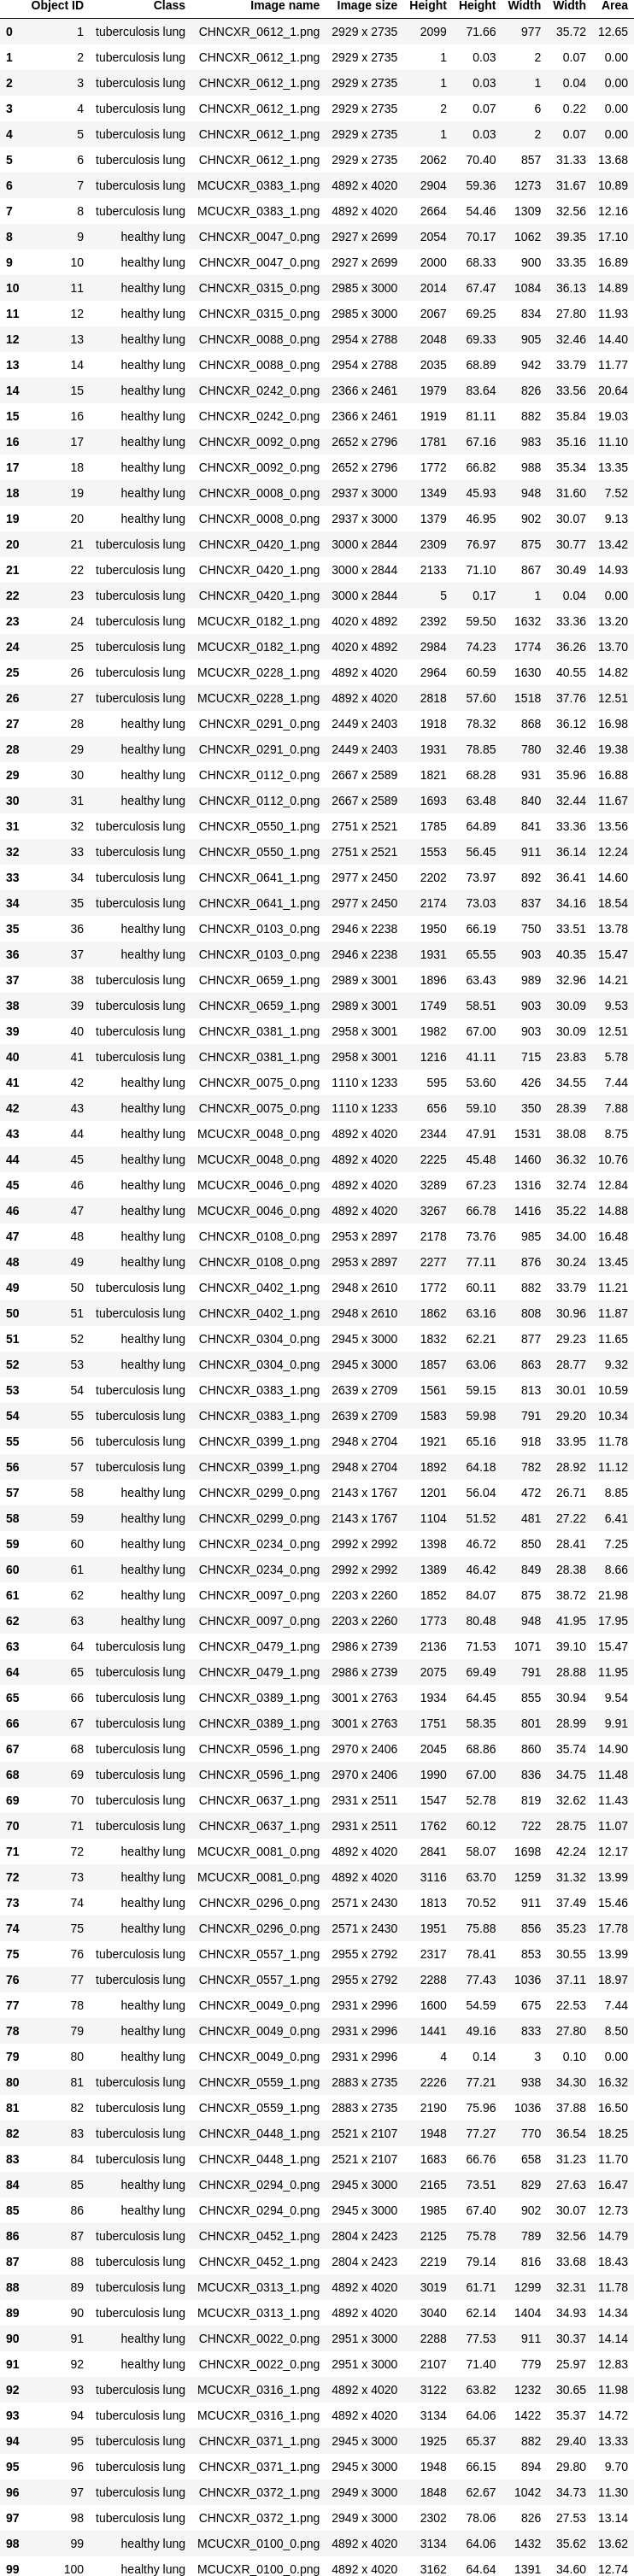 Object ID Class Image name Image size Height Height Width Width Area
0 1 tuberculosis lung CHNCXR_0612_1.png 2929 x 2735 2099 71.66 977 35.72 12.65
1 2 tuberculosis lung CHNCXR_0612_1.png 2929 x 2735 1 0.03 2 0.07 0.00
2 3 tuberculosis lung CHNCXR_0612_1.png 2929 x 2735 1 0.03 1 0.04 0.00
3 4 tuberculosis lung CHNCXR_0612_1.png 2929 x 2735 2 0.07 6 0.22 0.00
4 5 tuberculosis lung CHNCXR_0612_1.png 2929 x 2735 1 0.03 2 0.07 0.00
5 6 tuberculosis lung CHNCXR_0612_1.png 2929 x 2735 2062 70.40 857 31.33 13.68
6 7 tuberculosis lung MCUCXR_0383_1.png 4892 x 4020 2904 59.36 1273 31.67 10.89
7 8 tuberculosis lung MCUCXR_0383_1.png 4892 x 4020 2664 54.46 1309 32.56 12.16
8 9 healthy lung CHNCXR_0047_0.png 2927 x 2699 2054 70.17 1062 39.35 17.10
9 10 healthy lung CHNCXR_0047_0.png 2927 x 2699 2000 68.33 900 33.35 16.89
10 11 healthy lung CHNCXR_0315_0.png 2985 x 3000 2014 67.47 1084 36.13 14.89
11 12 healthy lung CHNCXR_0315_0.png 2985 x 3000 2067 69.25 834 27.80 11.93
12 13 healthy lung CHNCXR_0088_0.png 2954 x 2788 2048 69.33 905 32.46 14.40
13 14 healthy lung CHNCXR_0088_0.png 2954 x 2788 2035 68.89 942 33.79 11.77
14 15 healthy lung CHNCXR_0242_0.png 2366 x 2461 1979 83.64 826 33.56 20.64
15 16 healthy lung CHNCXR_0242_0.png 2366 x 2461 1919 81.11 882 35.84 19.03
16 17 healthy lung CHNCXR_0092_0.png 2652 x 2796 1781 67.16 983 35.16 11.10
17 18 healthy lung CHNCXR_0092_0.png 2652 x 2796 1772 66.82 988 35.34 13.35
18 19 healthy lung CHNCXR_0008_0.png 2937 x 3000 1349 45.93 948 31.60 7.52
19 20 healthy lung CHNCXR_0008_0.png 2937 x 3000 1379 46.95 902 30.07 9.13
20 21 tuberculosis lung CHNCXR_0420_1.png 3000 x 2844 2309 76.97 875 30.77 13.42
21 22 tuberculosis lung CHNCXR_0420_1.png 3000 x 2844 2133 71.10 867 30.49 14.93
22 23 tuberculosis lung CHNCXR_0420_1.png 3000 x 2844 5 0.17 1 0.04 0.00
23 24 tuberculosis lung MCUCXR_0182_1.png 4020 x 4892 2392 59.50 1632 33.36 13.20
24 25 tuberculosis lung MCUCXR_0182_1.png 4020 x 4892 2984 74.23 1774 36.26 13.70
25 26 tuberculosis lung MCUCXR_0228_1.png 4892 x 4020 2964 60.59 1630 40.55 14.82
26 27 tuberculosis lung MCUCXR_0228_1.png 4892 x 4020 2818 57.60 1518 37.76 12.51
27 28 healthy lung CHNCXR_0291_0.png 2449 x 2403 1918 78.32 868 36.12 16.98
28 29 healthy lung CHNCXR_0291_0.png 2449 x 2403 1931 78.85 780 32.46 19.38
29 30 healthy lung CHNCXR_0112_0.png 2667 x 2589 1821 68.28 931 35.96 16.88
30 31 healthy lung CHNCXR_0112_0.png 2667 x 2589 1693 63.48 840 32.44 11.67
31 32 tuberculosis lung CHNCXR_0550_1.png 2751 x 2521 1785 64.89 841 33.36 13.56
32 33 tuberculosis lung CHNCXR_0550_1.png 2751 x 2521 1553 56.45 911 36.14 12.24
33 34 tuberculosis lung CHNCXR_0641_1.png 2977 x 2450 2202 73.97 892 36.41 14.60
34 35 tuberculosis lung CHNCXR_0641_1.png 2977 x 2450 2174 73.03 837 34.16 18.54
35 36 healthy lung CHNCXR_0103_0.png 2946 x 2238 1950 66.19 750 33.51 13.78
36 37 healthy lung CHNCXR_0103_0.png 2946 x 2238 1931 65.55 903 40.35 15.47
37 38 tuberculosis lung CHNCXR_0659_1.png 2989 x 3001 1896 63.43 989 32.96 14.21
38 39 tuberculosis lung CHNCXR_0659_1.png 2989 x 3001 1749 58.51 903 30.09 9.53
39 40 tuberculosis lung CHNCXR_0381_1.png 2958 x 3001 1982 67.00 903 30.09 12.51
40 41 tuberculosis lung CHNCXR_0381_1.png 2958 x 3001 1216 41.11 715 23.83 5.78
41 42 healthy lung CHNCXR_0075_0.png 1110 x 1233 595 53.60 426 34.55 7.44
42 43 healthy lung CHNCXR_0075_0.png 1110 x 1233 656 59.10 350 28.39 7.88
43 44 healthy lung MCUCXR_0048_0.png 4892 x 4020 2344 47.91 1531 38.08 8.75
44 45 healthy lung MCUCXR_0048_0.png 4892 x 4020 2225 45.48 1460 36.32 10.76
45 46 healthy lung MCUCXR_0046_0.png 4892 x 4020 3289 67.23 1316 32.74 12.84
46 47 healthy lung MCUCXR_0046_0.png 4892 x 4020 3267 66.78 1416 35.22 14.88
47 48 healthy lung CHNCXR_0108_0.png 2953 x 2897 2178 73.76 985 34.00 16.48
48 49 healthy lung CHNCXR_0108_0.png 2953 x 2897 2277 77.11 876 30.24 13.45
49 50 tuberculosis lung CHNCXR_0402_1.png 2948 x 2610 1772 60.11 882 33.79 11.21
50 51 tuberculosis lung CHNCXR_0402_1.png 2948 x 2610 1862 63.16 808 30.96 11.87
51 52 healthy lung CHNCXR_0304_0.png 2945 x 3000 1832 62.21 877 29.23 11.65
52 53 healthy lung CHNCXR_0304_0.png 2945 x 3000 1857 63.06 863 28.77 9.32
53 54 tuberculosis lung CHNCXR_0383_1.png 2639 x 2709 1561 59.15 813 30.01 10.59
54 55 tuberculosis lung CHNCXR_0383_1.png 2639 x 2709 1583 59.98 791 29.20 10.34
55 56 tuberculosis lung CHNCXR_0399_1.png 2948 x 2704 1921 65.16 918 33.95 11.78
56 57 tuberculosis lung CHNCXR_0399_1.png 2948 x 2704 1892 64.18 782 28.92 11.12
57 58 healthy lung CHNCXR_0299_0.png 2143 x 1767 1201 56.04 472 26.71 8.85
58 59 healthy lung CHNCXR_0299_0.png 2143 x 1767 1104 51.52 481 27.22 6.41
59 60 healthy lung CHNCXR_0234_0.png 2992 x 2992 1398 46.72 850 28.41 7.25
60 61 healthy lung CHNCXR_0234_0.png 2992 x 2992 1389 46.42 849 28.38 8.66
61 62 healthy lung CHNCXR_0097_0.png 2203 x 2260 1852 84.07 875 38.72 21.98
62 63 healthy lung CHNCXR_0097_0.png 2203 x 2260 1773 80.48 948 41.95 17.95
63 64 tuberculosis lung CHNCXR_0479_1.png 2986 x 2739 2136 71.53 1071 39.10 15.47
64 65 tuberculosis lung CHNCXR_0479_1.png 2986 x 2739 2075 69.49 791 28.88 11.95
65 66 tuberculosis lung CHNCXR_0389_1.png 3001 x 2763 1934 64.45 855 30.94 9.54
66 67 tuberculosis lung CHNCXR_0389_1.png 3001 x 2763 1751 58.35 801 28.99 9.91
67 68 tuberculosis lung CHNCXR_0596_1.png 2970 x 2406 2045 68.86 860 35.74 14.90
68 69 tuberculosis lung CHNCXR_0596_1.png 2970 x 2406 1990 67.00 836 34.75 11.48
69 70 tuberculosis lung CHNCXR_0637_1.png 2931 x 2511 1547 52.78 819 32.62 11.43
70 71 tuberculosis lung CHNCXR_0637_1.png 2931 x 2511 1762 60.12 722 28.75 11.07
71 72 healthy lung MCUCXR_0081_0.png 4892 x 4020 2841 58.07 1698 42.24 12.17
72 73 healthy lung MCUCXR_0081_0.png 4892 x 4020 3116 63.70 1259 31.32 13.99
73 74 healthy lung CHNCXR_0296_0.png 2571 x 2430 1813 70.52 911 37.49 15.46
74 75 healthy lung CHNCXR_0296_0.png 2571 x 2430 1951 75.88 856 35.23 17.78
75 76 tuberculosis lung CHNCXR_0557_1.png 2955 x 2792 2317 78.41 853 30.55 13.99
76 77 tuberculosis lung CHNCXR_0557_1.png 2955 x 2792 2288 77.43 1036 37.11 18.97
77 78 healthy lung CHNCXR_0049_0.png 2931 x 2996 1600 54.59 675 22.53 7.44
78 79 healthy lung CHNCXR_0049_0.png 2931 x 2996 1441 49.16 833 27.80 8.50
79 80 healthy lung CHNCXR_0049_0.png 2931 x 2996 4 0.14 3 0.10 0.00
80 81 tuberculosis lung CHNCXR_0559_1.png 2883 x 2735 2226 77.21 938 34.30 16.32
81 82 tuberculosis lung CHNCXR_0559_1.png 2883 x 2735 2190 75.96 1036 37.88 16.50
82 83 tuberculosis lung CHNCXR_0448_1.png 2521 x 2107 1948 77.27 770 36.54 18.25
83 84 tuberculosis lung CHNCXR_0448_1.png 2521 x 2107 1683 66.76 658 31.23 11.70
84 85 healthy lung CHNCXR_0294_0.png 2945 x 3000 2165 73.51 829 27.63 16.47
85 86 healthy lung CHNCXR_0294_0.png 2945 x 3000 1985 67.40 902 30.07 12.73
86 87 tuberculosis lung CHNCXR_0452_1.png 2804 x 2423 2125 75.78 789 32.56 14.79
87 88 tuberculosis lung CHNCXR_0452_1.png 2804 x 2423 2219 79.14 816 33.68 18.43
88 89 tuberculosis lung MCUCXR_0313_1.png 4892 x 4020 3019 61.71 1299 32.31 11.78
89 90 tuberculosis lung MCUCXR_0313_1.png 4892 x 4020 3040 62.14 1404 34.93 14.34
90 91 healthy lung CHNCXR_0022_0.png 2951 x 3000 2288 77.53 911 30.37 14.14
91 92 healthy lung CHNCXR_0022_0.png 2951 x 3000 2107 71.40 779 25.97 12.83
92 93 tuberculosis lung MCUCXR_0316_1.png 4892 x 4020 3122 63.82 1232 30.65 11.98
93 94 tuberculosis lung MCUCXR_0316_1.png 4892 x 4020 3134 64.06 1422 35.37 14.72
94 95 tuberculosis lung CHNCXR_0371_1.png 2945 x 3000 1925 65.37 882 29.40 13.33
95 96 tuberculosis lung CHNCXR_0371_1.png 2945 x 3000 1948 66.15 894 29.80 9.70
96 97 tuberculosis lung CHNCXR_0372_1.png 2949 x 3000 1848 62.67 1042 34.73 11.30
97 98 tuberculosis lung CHNCXR_0372_1.png 2949 x 3000 2302 78.06 826 27.53 13.14
98 99 healthy lung MCUCXR_0100_0.png 4892 x 4020 3134 64.06 1432 35.62 13.62
99 100 healthy lung MCUCXR_0100_0.png 4892 x 4020 3162 64.64 1391 34.60 12.74